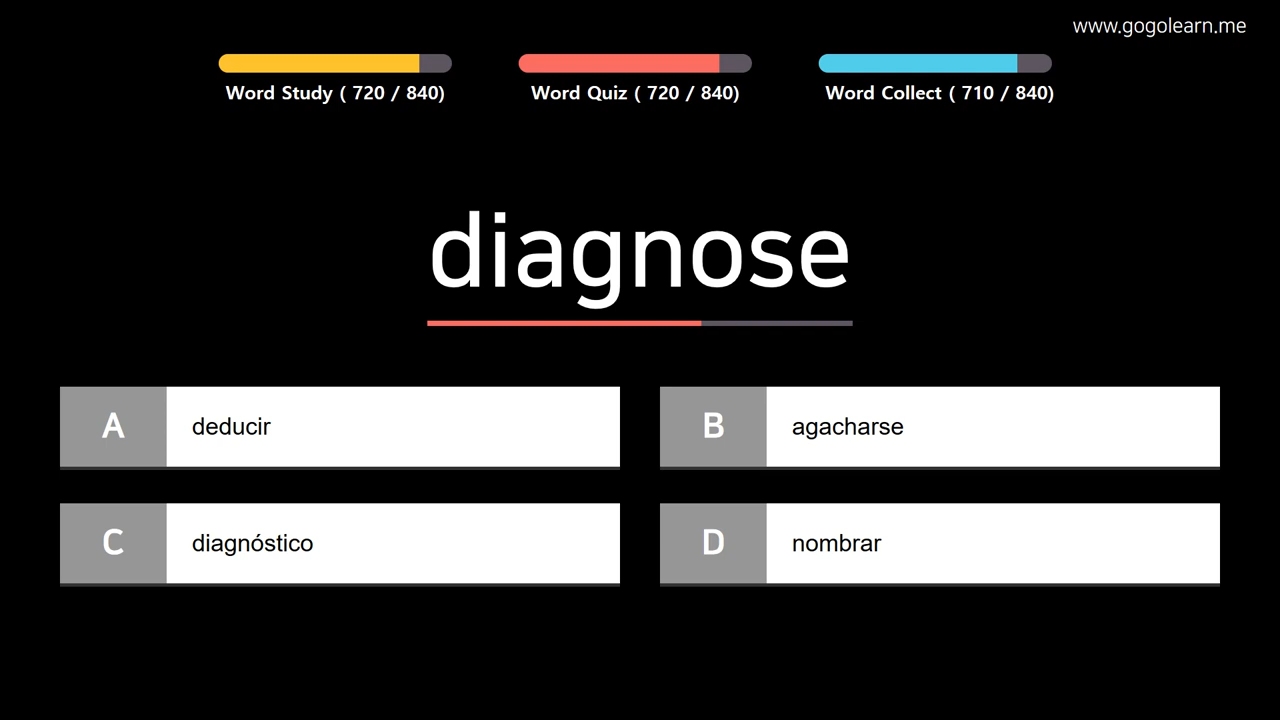 www.gogolearn.me
Word Study ( 720 / 840)
Word Quiz ( 720 / 840)
Word Collect ( 710 / 840)
diagnose
A deducir
B agacharse
C diagnóstico
D nombrar